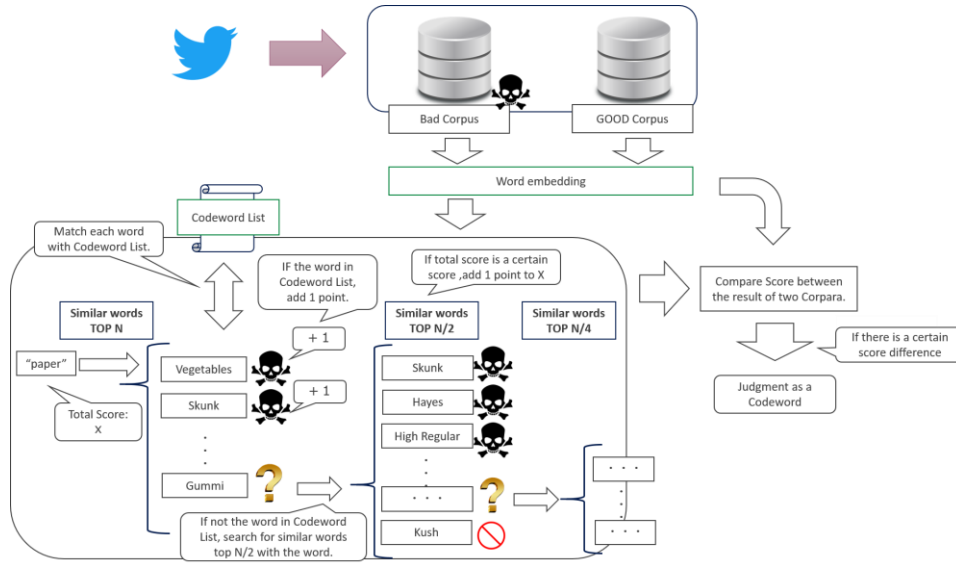 Bad Corpus
GOOD Corpus
Word embedding
Codeword List
Match each word
with Codeword List.
IF the word in
Codeword List,
add 1 point.
If total score is a certain
score ,add 1 point to X
Compare Score between
the result of two Corpara.
If there is a certain
score difference
Judgment as a
Codeword
Similar words
TOP N
Similar words
TOP N/2
Similar words
TOP N/4
“paper”
Total Score:
X
Vegetables
+ 1
Skunk
+ 1
Gummi
?
If not the word in Codeword
List, search for similar words
top N/2 with the word.
Skunk
Hayes
High Regular
. . .
?
Kush
. . .
. . .